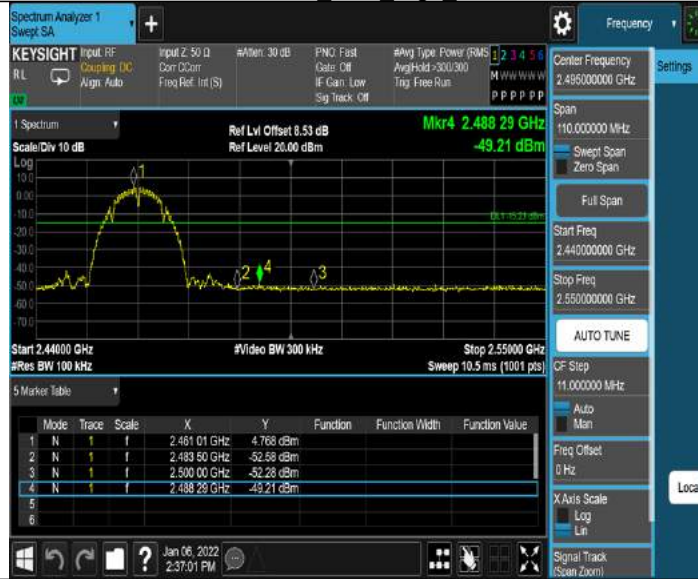 Spectrum Analyzer 1
Swept SA
+
Frequency
KEYSIGHT
RL
Input: RF
Coupling: DC
Align: Auto
Input Z: 50 Ω
Corr CCorr
Freq Ref: Int (S)
#Atten: 30 dB
PNO: Fast
Gate: Off
IF Gain: Low
Sig Track: Off
#Avg Type: Power (RMS
Avg|Hold:>300/300
Trig: Free Run
1 2 3 4 5 6
M W W W W W
P P P P P P
Center Frequency
2.495000000 GHz
Settings
1 Spectrum
Scale/Div 10 dB
Ref Lvl Offset 8.53 dB
Ref Level 20.00 dBm
Mkr4 2.488 29 GHz
-49.21 dBm
Span
110.000000 MHz
Swept Span
Zero Span
Full Span
Start Freq
2.440000000 GHz
Stop Freq
2.550000000 GHz
AUTO TUNE
CF Step
11.000000 MHz
Auto
Man
Freq Offset
0 Hz
X Axis Scale
Log
Lin
Signal Track
(Span Zoom)
Loca
Log
10.0
0.00
-10.0
-20.0
-30.0
-40.0
-50.0
-60.0
-70.0
1
2
4
3
DL1 -15.21 dBm
Start 2.44000 GHz
#Video BW 300 kHz
Stop 2.55000 GHz
#Res BW 100 kHz
Sweep 10.5 ms (1001 pts)
5 Marker Table
Mode Trace Scale X Y Function Function Width Function Value
1 N 1 f 2.461 01 GHz 4.768 dBm
2 N 1 f 2.483 50 GHz -52.58 dBm
3 N 1 f 2.500 00 GHz -52.28 dBm
4 N 1 f 2.488 29 GHz -49.21 dBm
5
6
?
Jan 06, 2022
2:37:01 PM